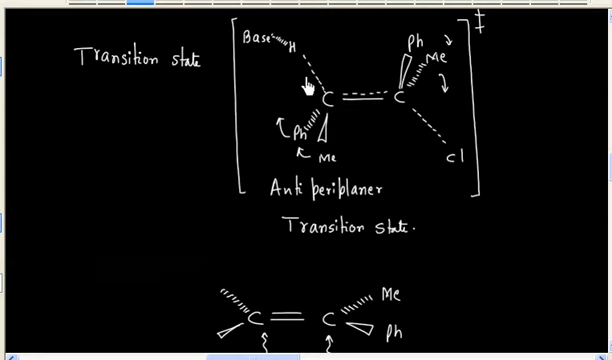 Transition state
Base H
Ph
Me
C C
Ph
Me
Cl
‡
Anti periplaner
Transition state.
C C
Me
Ph